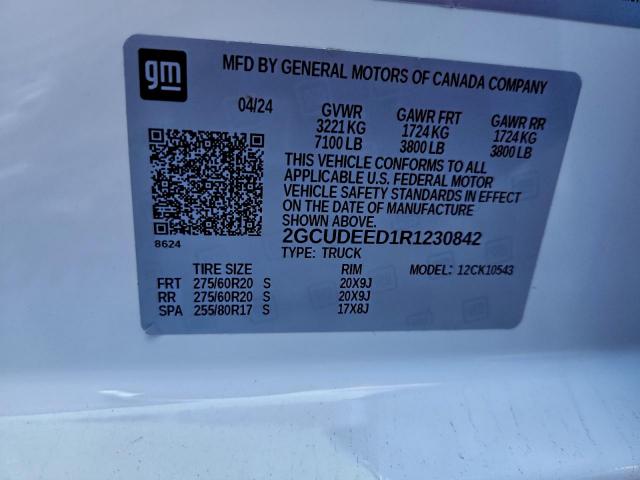 gm
MFD BY GENERAL MOTORS OF CANADA COMPANY
04/24 GVWR GAWR FRT GAWR RR
3221 KG 1724 KG 1724 KG
7100 LB 3800 LB 3800 LB
THIS VEHICLE CONFORMS TO ALL
APPLICABLE U.S. FEDERAL MOTOR
VEHICLE SAFETY STANDARDS IN EFFECT
ON THE DATE OF MANUFACTURE
SHOWN ABOVE.
8624 2GCUDEED1R1230842
TYPE: TRUCK MODEL: 12CK10543
TIRE SIZE RIM
FRT 275/60R20 S 20X9J
RR 275/60R20 S 20X9J
SPA 255/80R17 S 17X8J